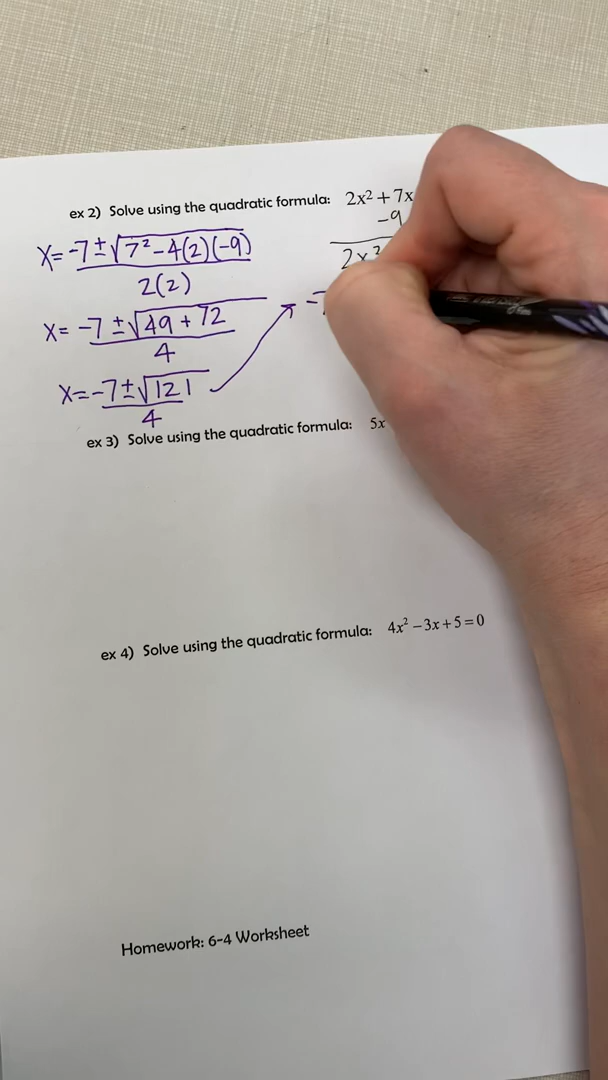 ex 2) Solve using the quadratic formula: 2x² + 7x
-9
2x²
x = -7 ± √7² - 4(2)(-9)
2(2)
x = -7 ± √49 + 72
4
-7
x = -7 ± √121
4
ex 3) Solve using the quadratic formula: 5x
ex 4) Solve using the quadratic formula: 4x² - 3x + 5 = 0
Homework: 6-4 Worksheet